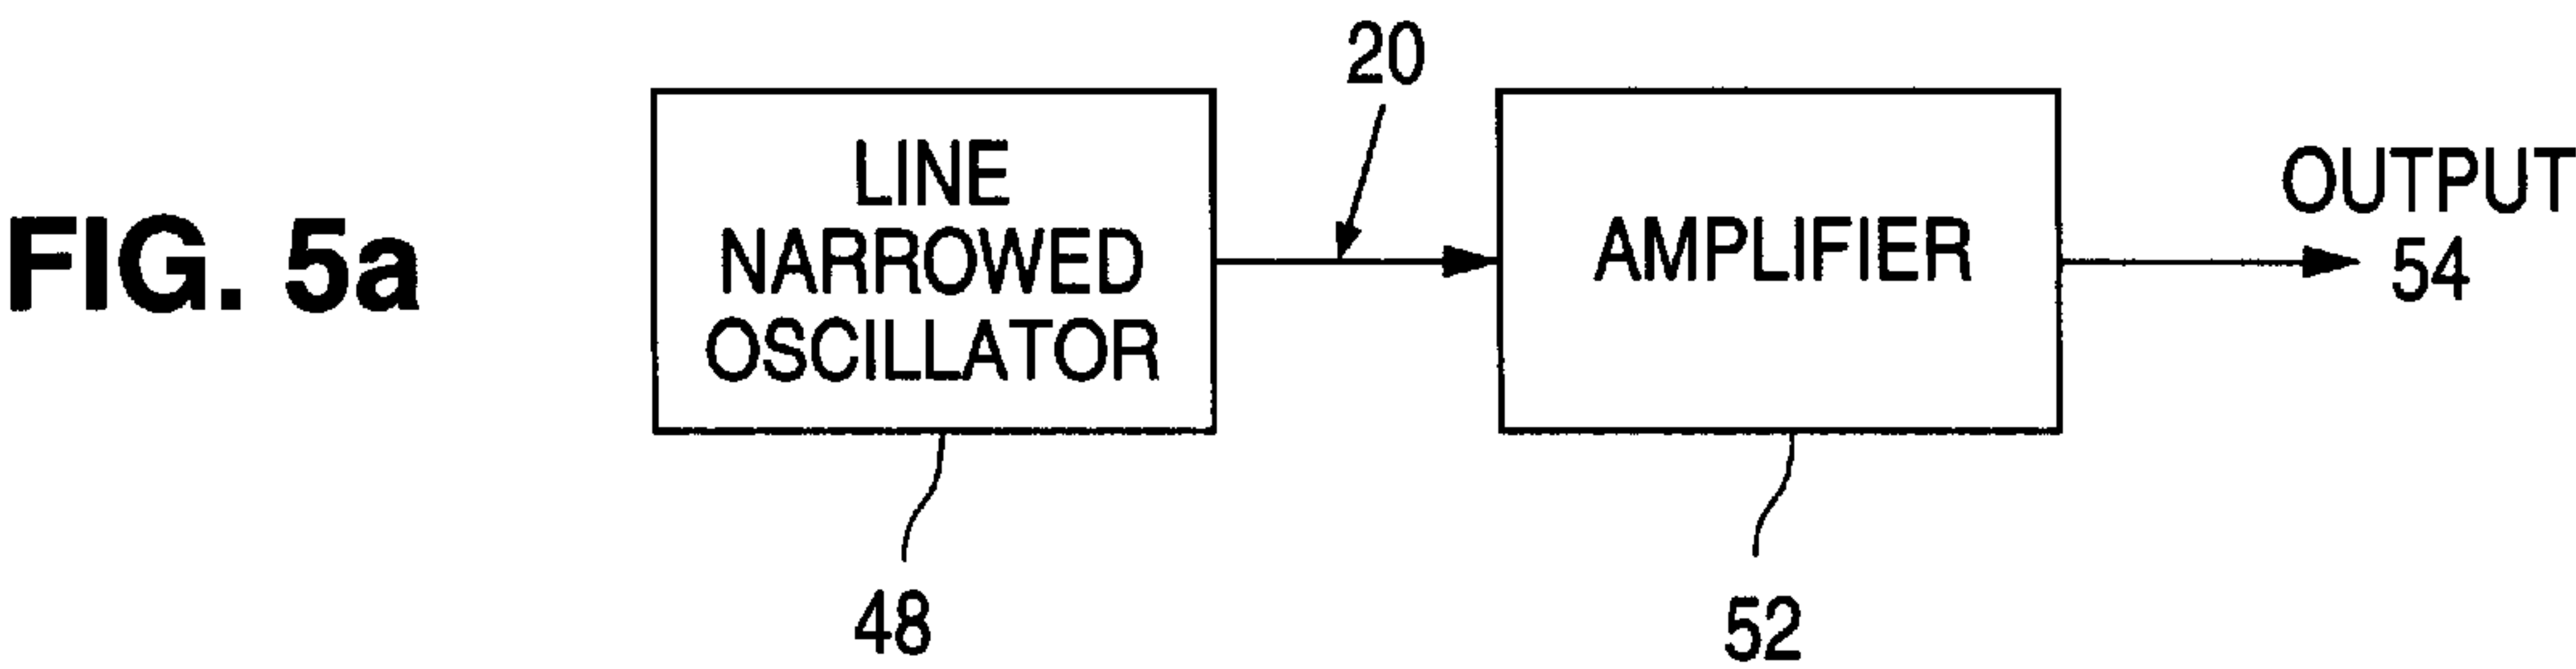 FIG. 5a
LINE
NARROWED
OSCILLATOR
48
20
AMPLIFIER
52
OUTPUT
54